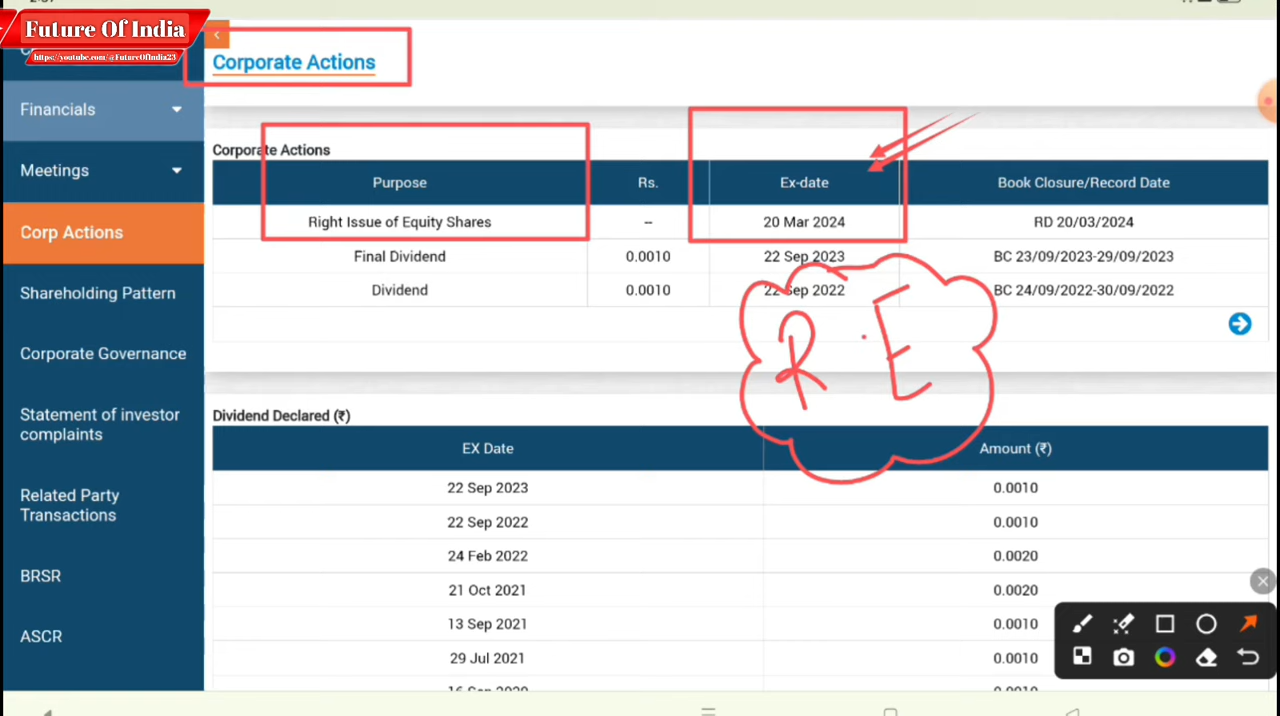 Future Of India
https://youtube.com/@FutureOfIndia23
Corporate Actions
Financials
Meetings
Corp Actions
Shareholding Pattern
Corporate Governance
Statement of investor
complaints
Related Party
Transactions
BRSR
ASCR
Corporate Actions
Purpose Rs. Ex-date Book Closure/Record Date
Right Issue of Equity Shares -- 20 Mar 2024 RD 20/03/2024
Final Dividend 0.0010 22 Sep 2023 BC 23/09/2023-29/09/2023
Dividend 0.0010 22 Sep 2022 BC 24/09/2022-30/09/2022
R.E
Dividend Declared (₹)
EX Date Amount (₹)
22 Sep 2023 0.0010
22 Sep 2022 0.0010
24 Feb 2022 0.0020
21 Oct 2021 0.0020
13 Sep 2021 0.0010
29 Jul 2021 0.0010